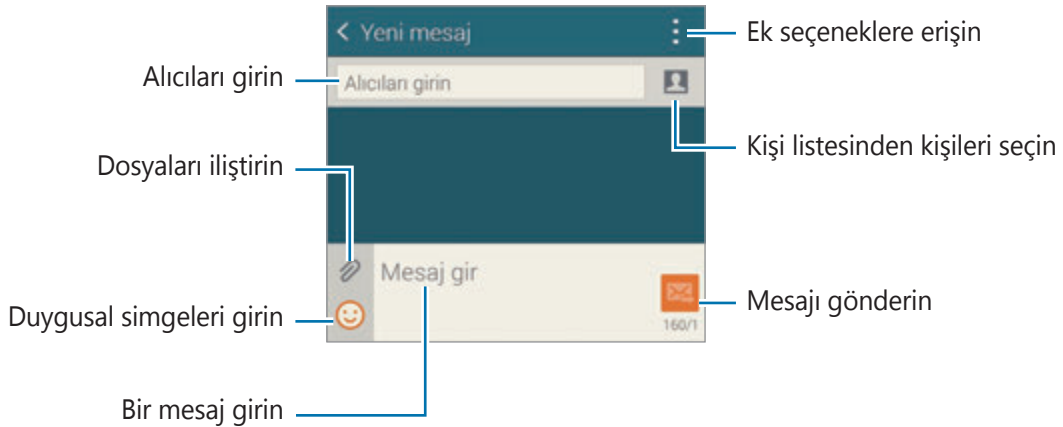 Yeni mesaj
Ek seçeneklere erişin
Alıcıları girin
Alıcıları girin
Kişi listesinden kişileri seçin
Dosyaları iliştirin
Mesaj gir
Mesajı gönderin
160/1
Duygusal simgeleri girin
Bir mesaj girin